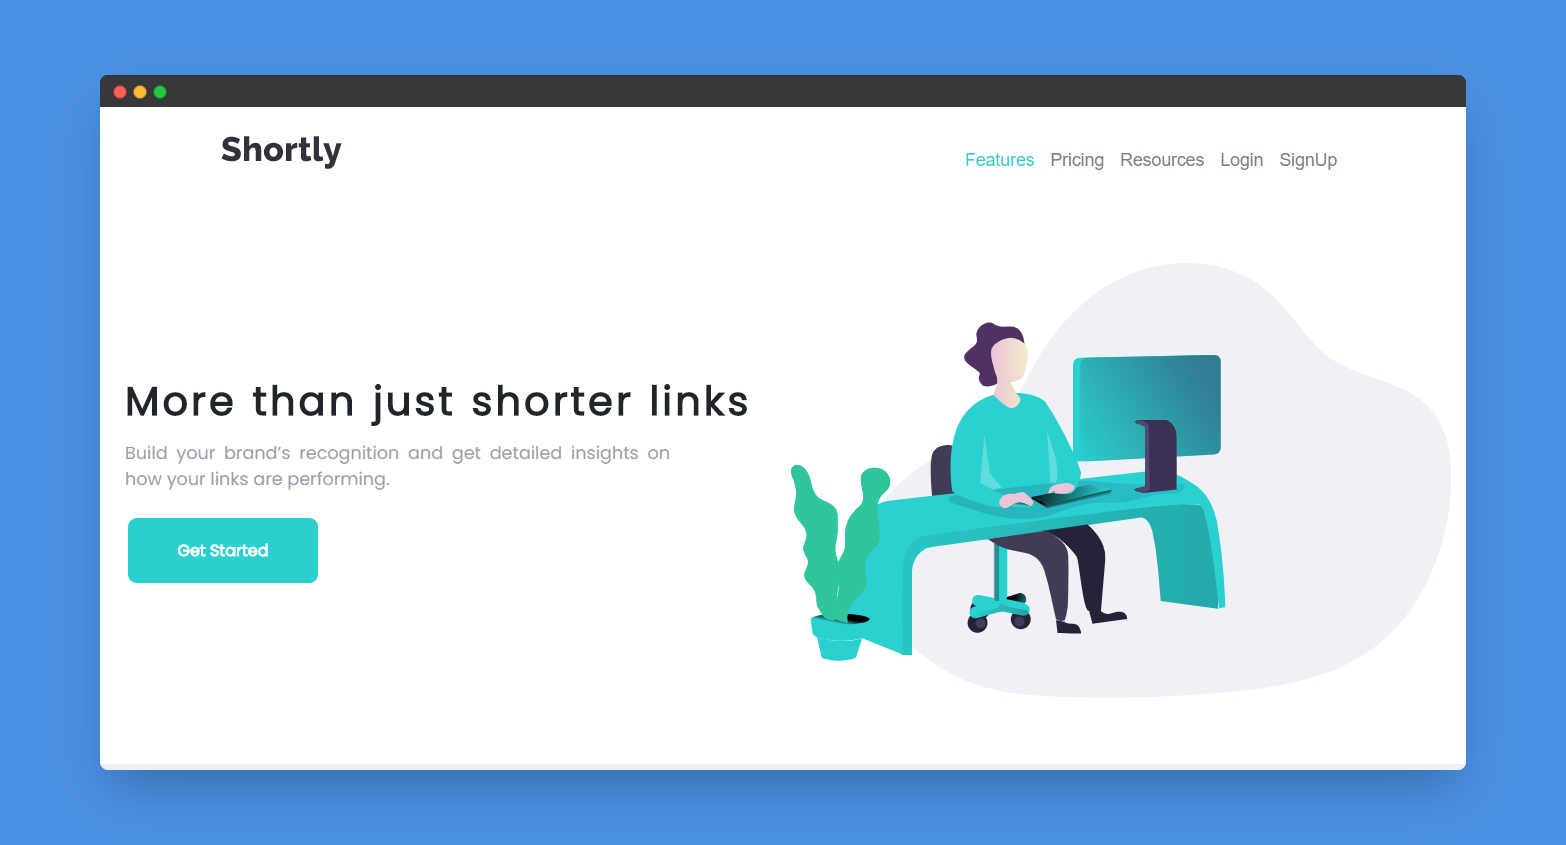 Shortly
Features Pricing Resources Login SignUp
More than just shorter links
Build your brand’s recognition and get detailed insights on
how your links are performing.
Get Started